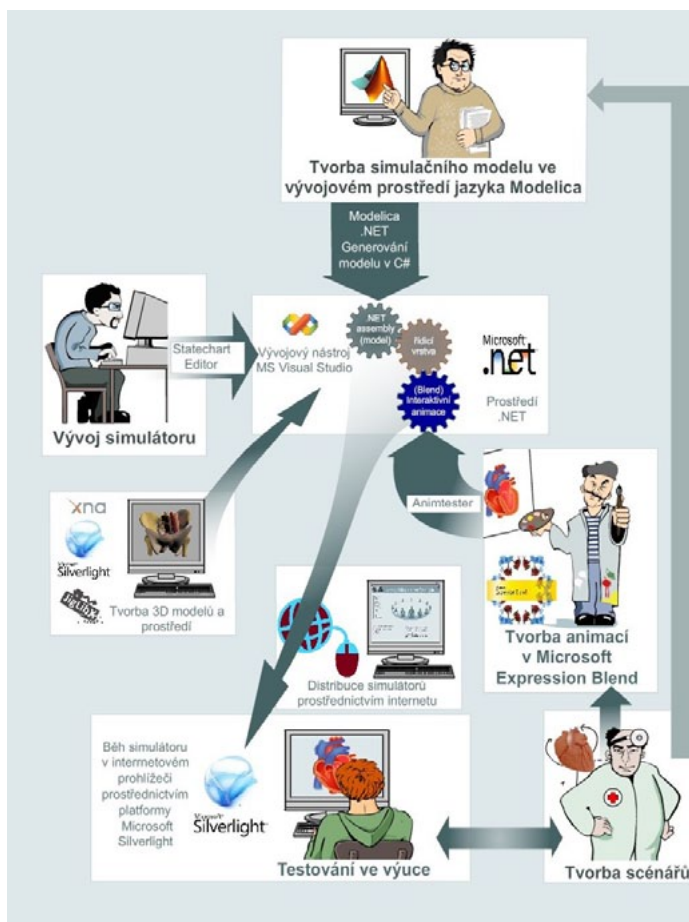 Tvorba simulačního modelu ve
vývojovém prostředí jazyka Modelica
Modelica
.NET
Generování
modelu v C#
Statechart
Editor
Vývoj simulátoru
Vývojový nástroj
MS Visual Studio
.NET
assembly
(model)
řídicí
vrstva
(Blend)
Interaktivní
animace
Microsoft
.net
Prostředí
.NET
Animtester
xna
Silverlight
JigLibX
Tvorba 3D modelů a
prostředí
Distribuce simulátorů
prostřednictvím internetu
Tvorba animací
v Microsoft
Expression Blend
Běh simulátoru
v internetovém
prohlížeči
prostřednictvím
platformy
Microsoft
Silverlight
Silverlight
Testování ve výuce
Tvorba scénářů